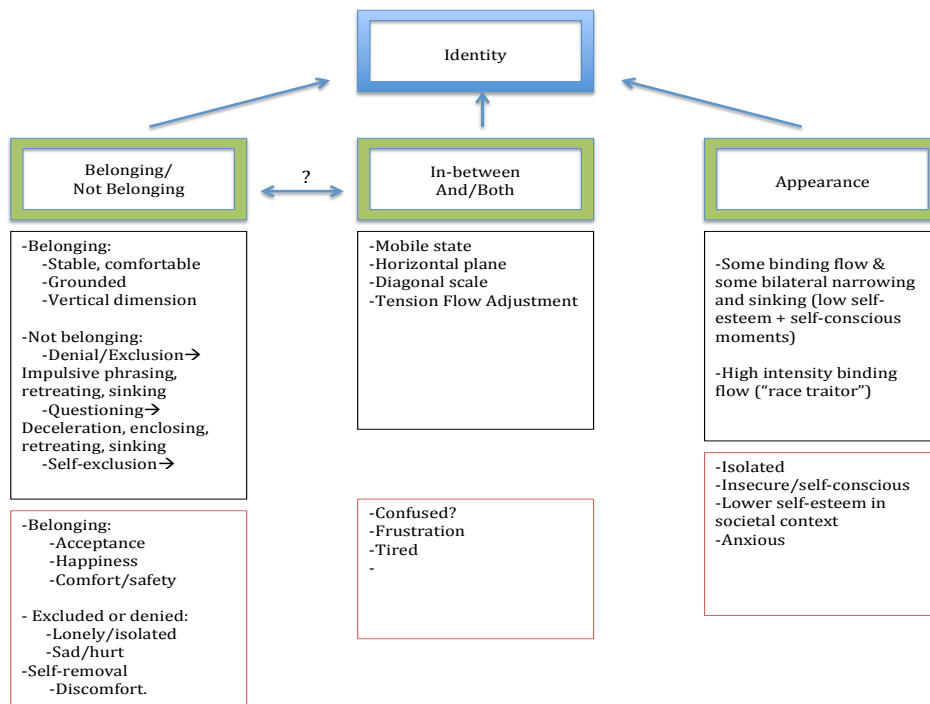 Identity
Belonging/
Not Belonging
?
In-between
And/Both
Appearance
-Belonging:
-Stable, comfortable
-Grounded
-Vertical dimension
-Not belonging:
-Denial/Exclusion→
Impulsive phrasing,
retreating, sinking
-Questioning→
Deceleration, enclosing,
retreating, sinking
-Self-exclusion→
-Mobile state
-Horizontal plane
-Diagonal scale
-Tension Flow Adjustment
-Some binding flow &
some bilateral narrowing
and sinking (low self-
esteem + self-conscious
moments)
-High intensity binding
flow (“race traitor”)
-Belonging:
-Acceptance
-Happiness
-Comfort/safety
- Excluded or denied:
-Lonely/isolated
-Sad/hurt
-Self-removal
-Discomfort.
-Confused?
-Frustration
-Tired
-
-Isolated
-Insecure/self-conscious
-Lower self-esteem in
societal context
-Anxious